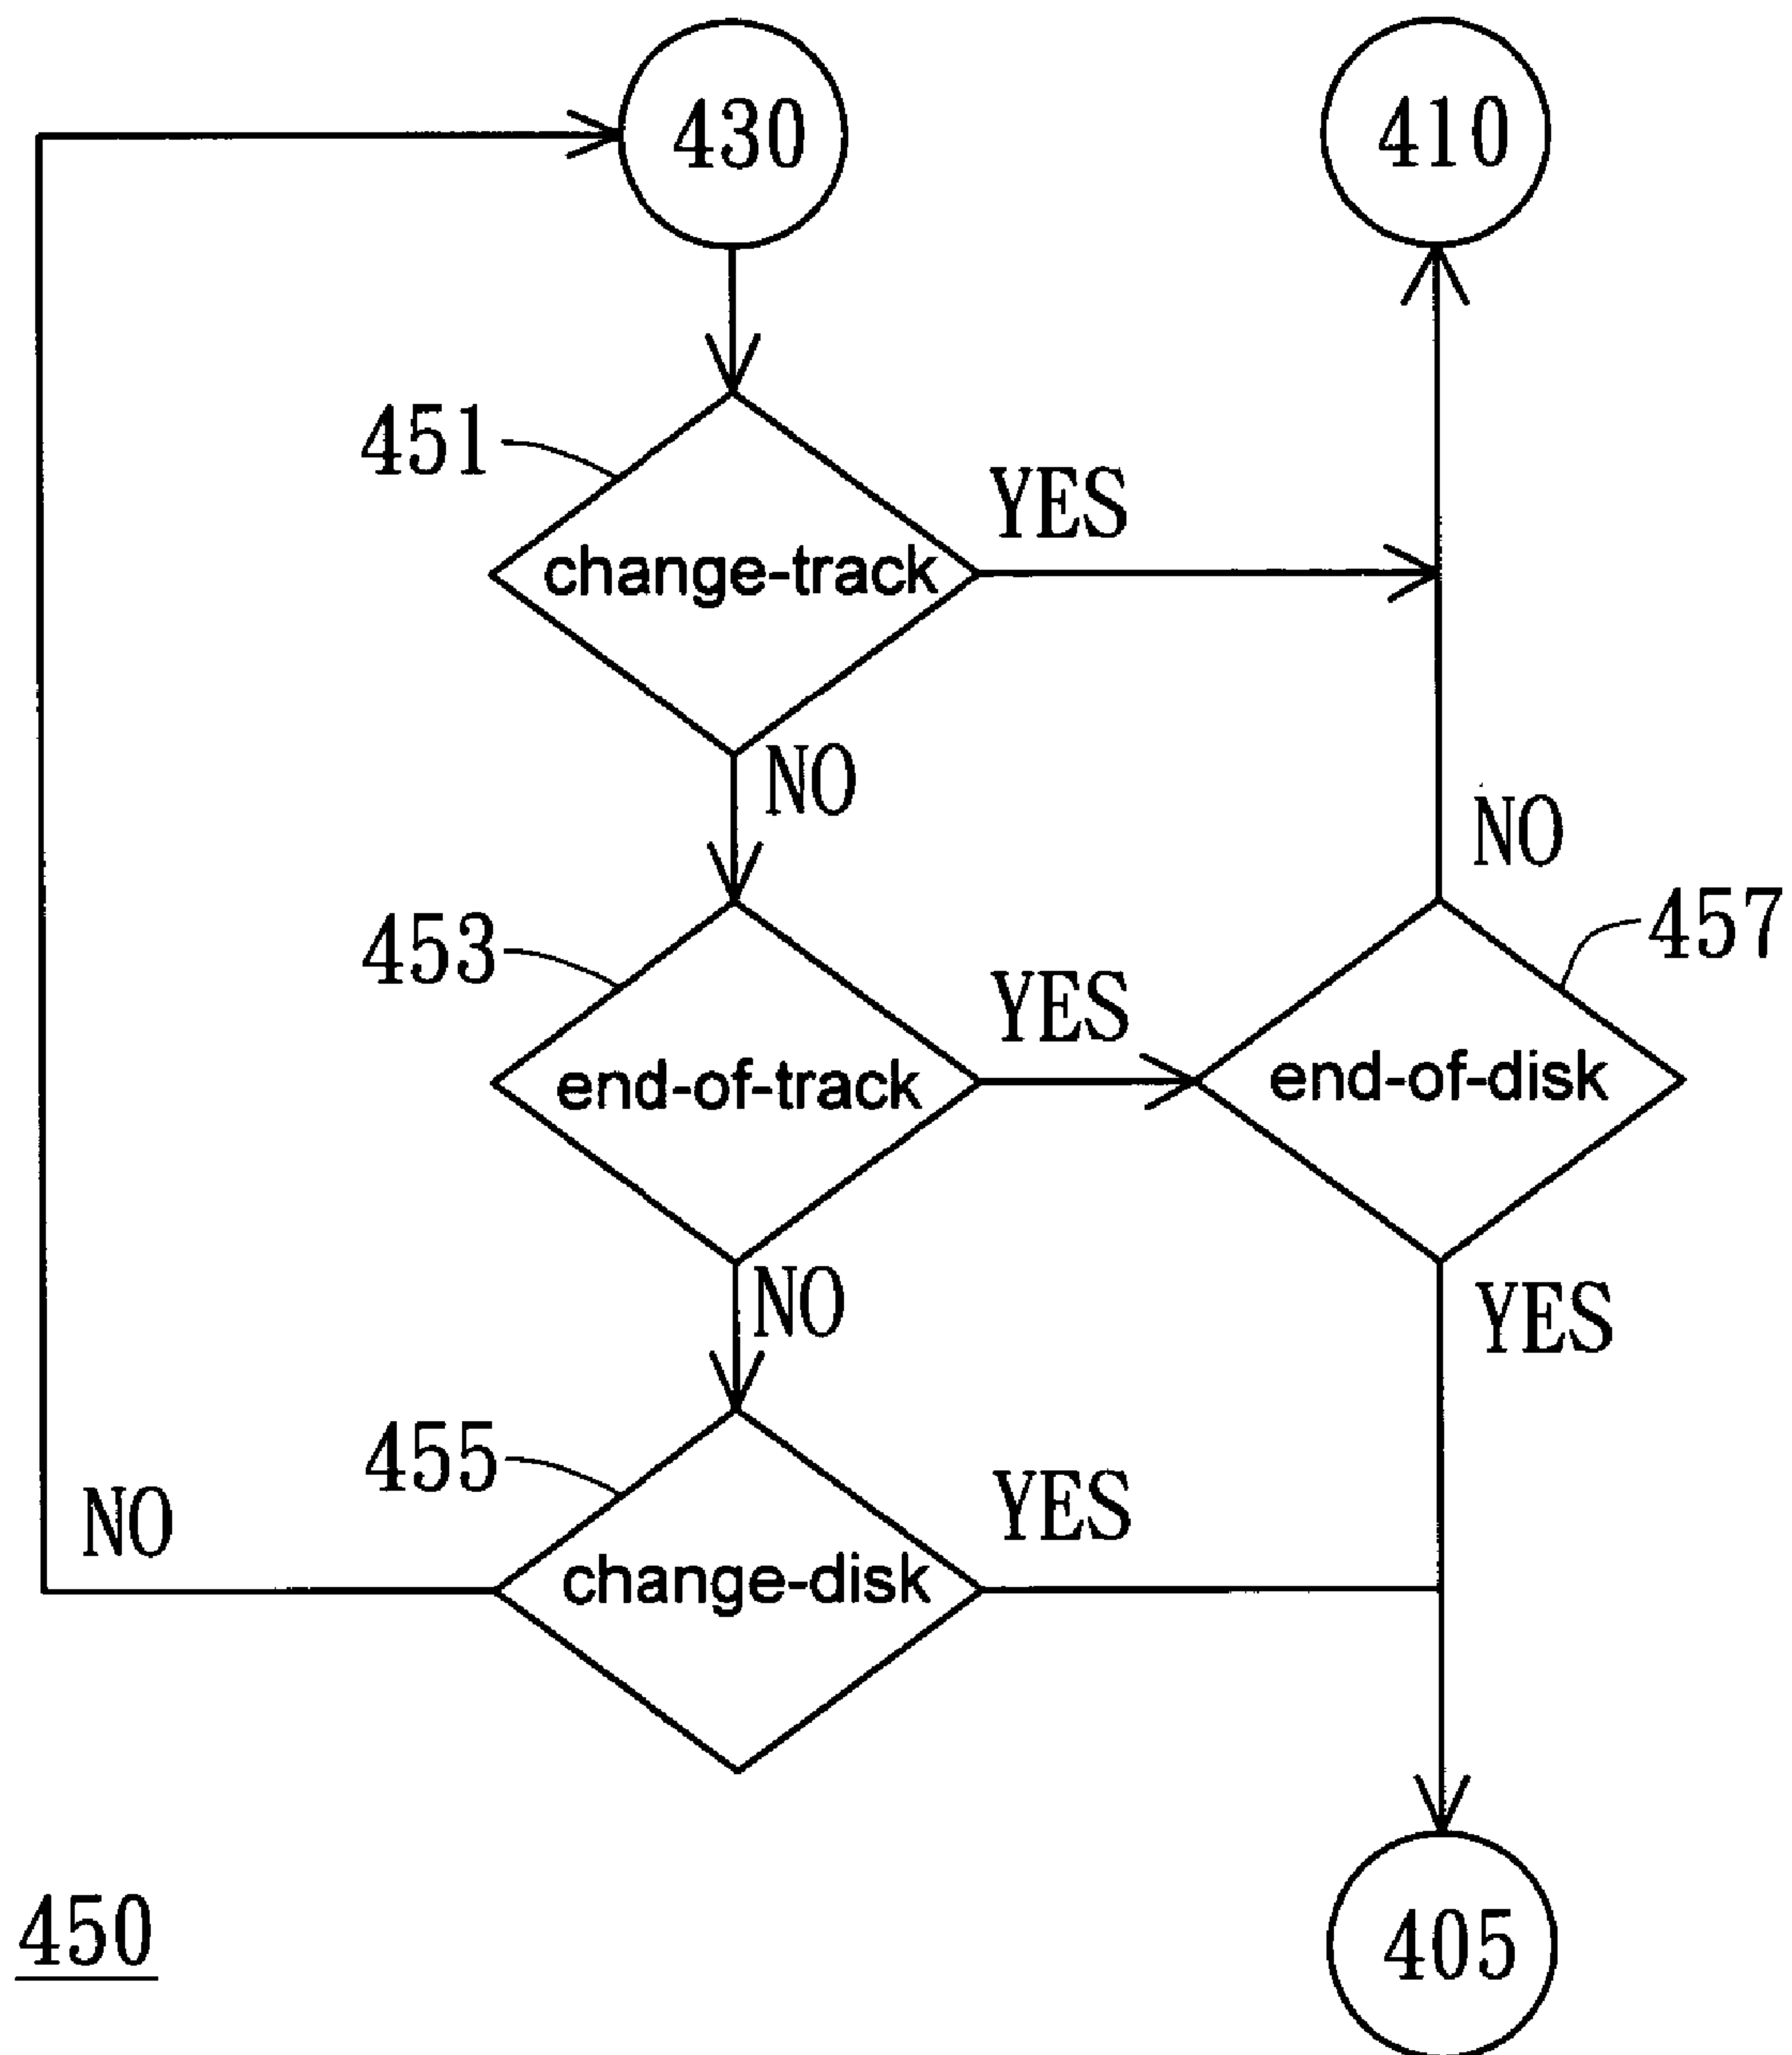 430
410
451
YES
change-track
NO
NO
453
457
YES
end-of-track
end-of-disk
NO
YES
455
YES
NO
change-disk
450
405